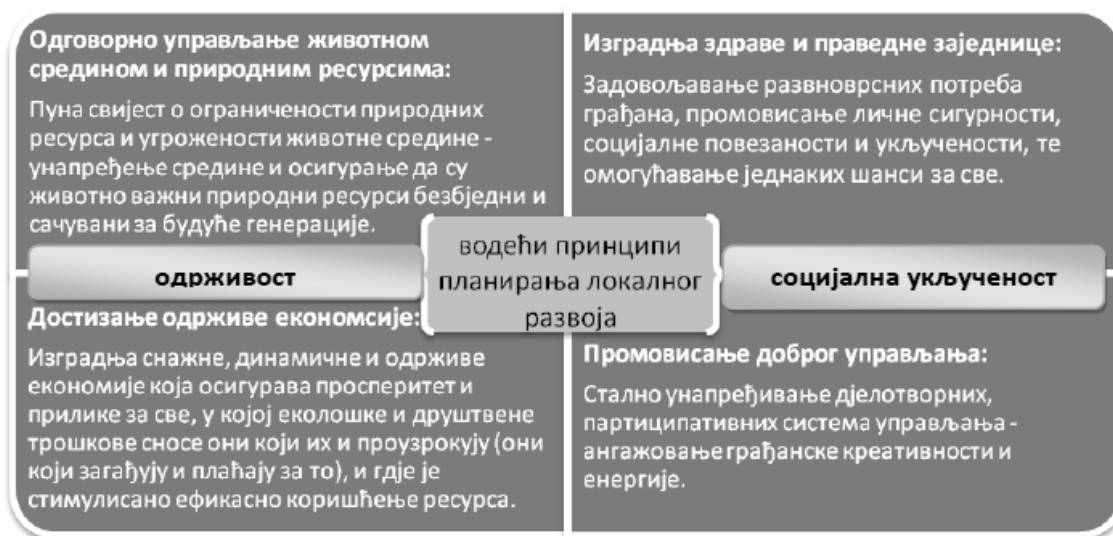 Одговорно управљање животном
средином и природним ресурсима:
Пуна свијест о ограничености природних
ресурса и угрожености животне средине -
унапређење средине и осигурање да су
животно важни природни ресурси безбједни и
сачувани за будуће генерације.
Изградња здраве и праведне заједнице:
Задовољавање развноврсних потреба
грађана, промовисање личне сигурности,
социјалне повезаности и укључености, те
омогућавање једнаких шанси за све.
одрживост
водећи принципи
планирања локалног
развоја
социјална укљученост
Достизање одрживе економсије:
Изградња снажне, динамичне и одрживе
економије која осигурава просперитет и
прилике за све, у којој еколошке и друштвене
трошкове сносе они који их и проузрокују (они
који загађују и плаћају за то), и гдје је
стимулисано ефикасно коришћење ресурса.
Промовисање доброг управљања:
Стално унапређивање дјелотворних,
партиципативних система управљања -
ангажовање грађанске креативности и
енергије.